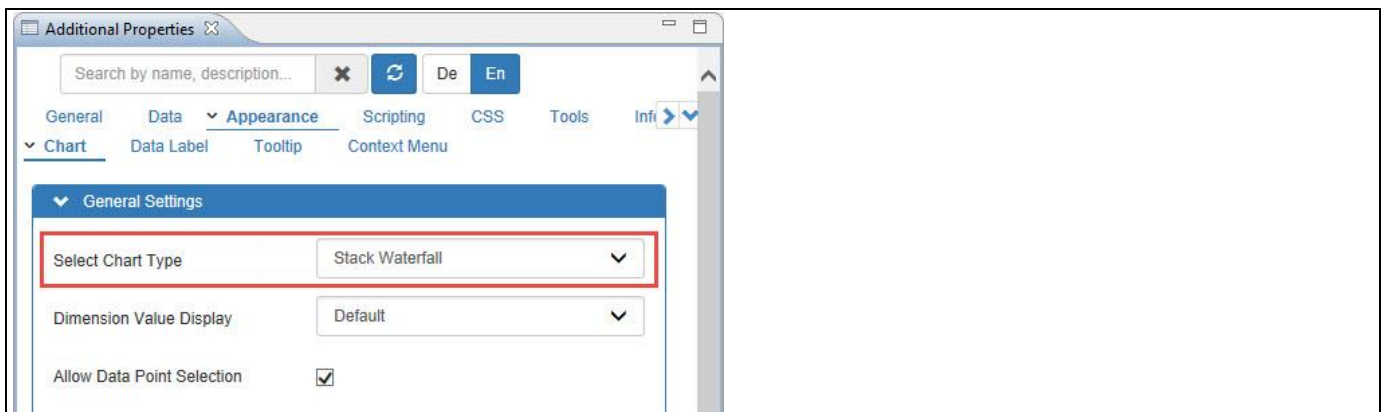 Additional Properties
Search by name, description... De En
General Data Appearance Scripting CSS Tools
Chart Data Label Tooltip Context Menu
General Settings
Select Chart Type Stack Waterfall
Dimension Value Display Default
Allow Data Point Selection